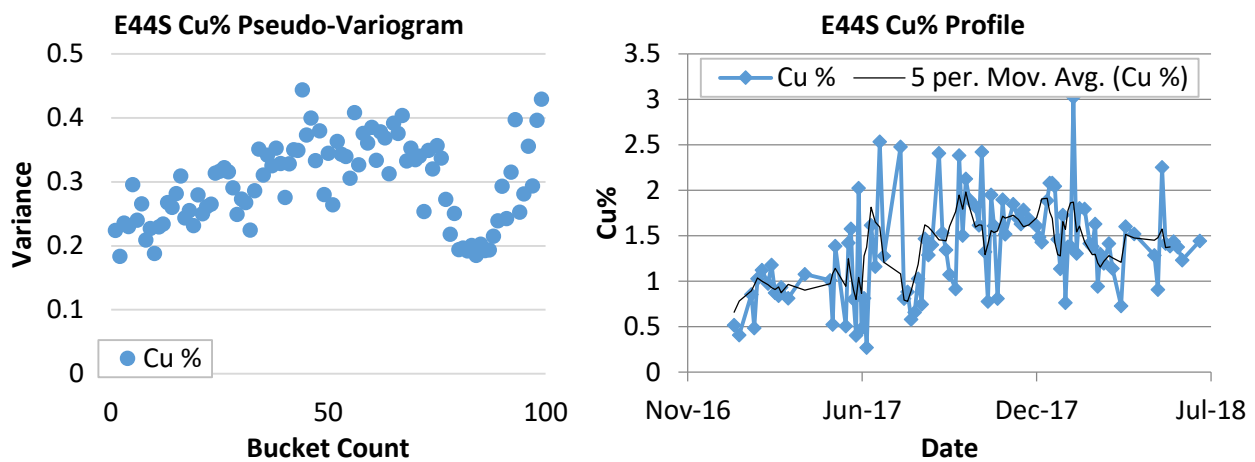 E44S Cu% Pseudo-Variogram
0.5
0.4
0.3
0.2
0.1
0
Variance
Cu %
0 50 100
Bucket Count
E44S Cu% Profile
3.5
3
2.5
2
1.5
1
0.5
0
Cu%
Cu % 5 per. Mov. Avg. (Cu %)
Nov-16 Jun-17 Dec-17 Jul-18
Date